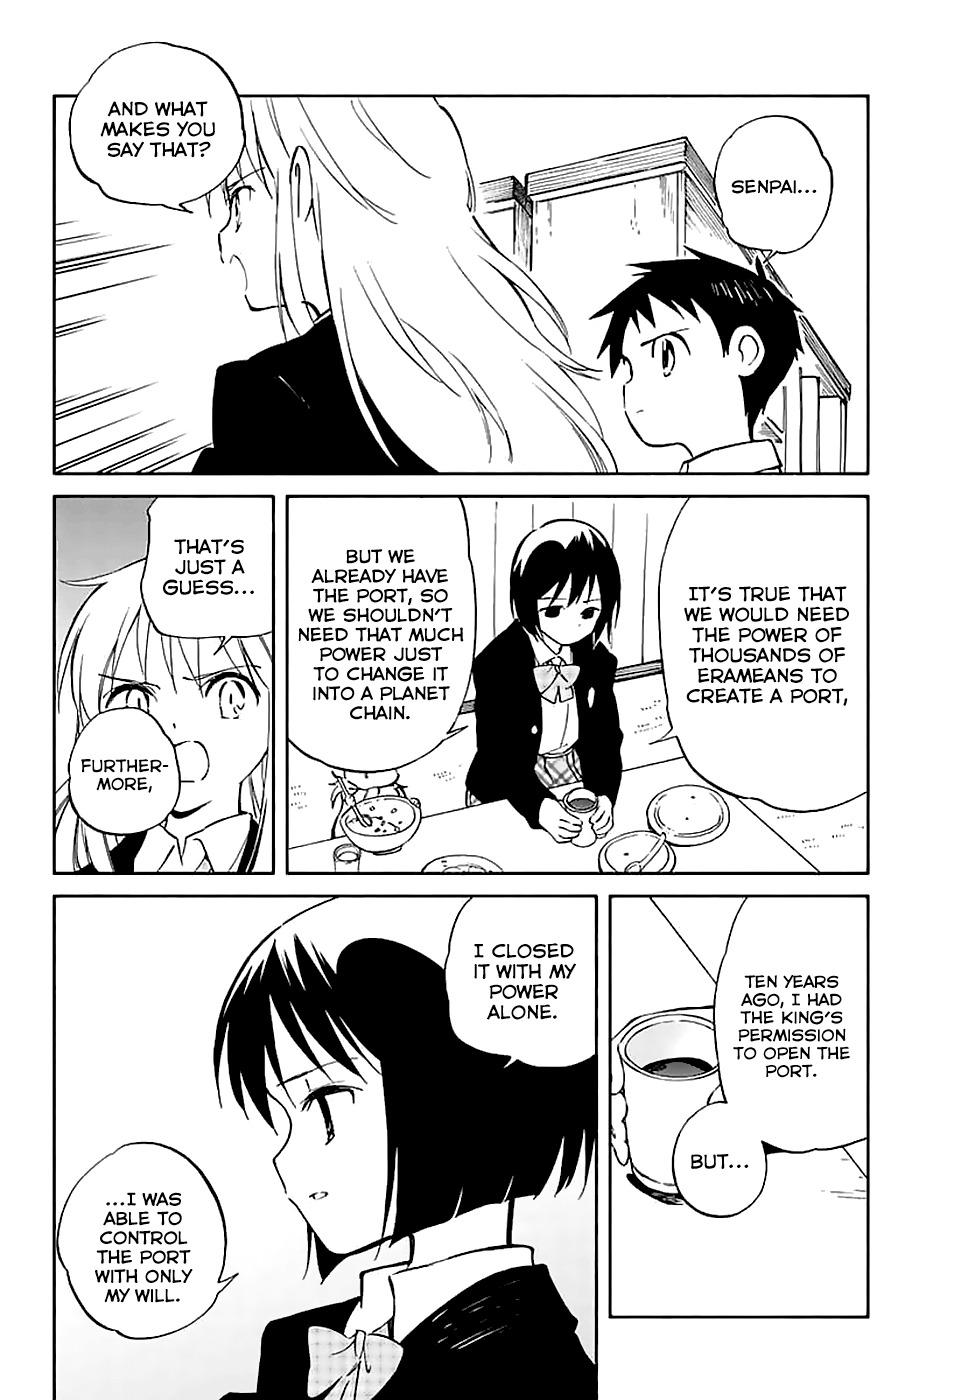 SENPAI...
AND WHAT
MAKES YOU
SAY THAT?
IT'S TRUE THAT
WE WOULD NEED
THE POWER OF
THOUSANDS OF
ERAMEANS TO
CREATE A PORT,
BUT WE
ALREADY HAVE
THE PORT, SO
WE SHOULDN'T
NEED THAT MUCH
POWER JUST
TO CHANGE IT
INTO A PLANET
CHAIN.
THAT'S
JUST A
GUESS...
FURTHER-
MORE,
TEN YEARS
AGO, I HAD
THE KING'S
PERMISSION
TO OPEN THE
PORT.
BUT...
I CLOSED
IT WITH MY
POWER
ALONE.
...I WAS
ABLE TO
CONTROL
THE PORT
WITH ONLY
MY WILL.